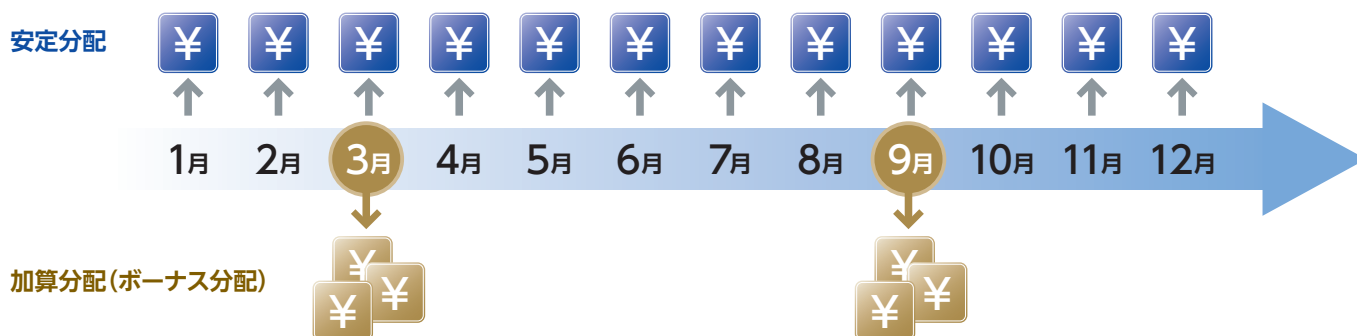 安定分配 ¥ ¥ ¥ ¥ ¥ ¥ ¥ ¥ ¥ ¥ ¥ ¥
1月 2月 3月 4月 5月 6月 7月 8月 9月 10月 11月 12月
加算分配(ボーナス分配) ¥ ¥ ¥ ¥ ¥ ¥